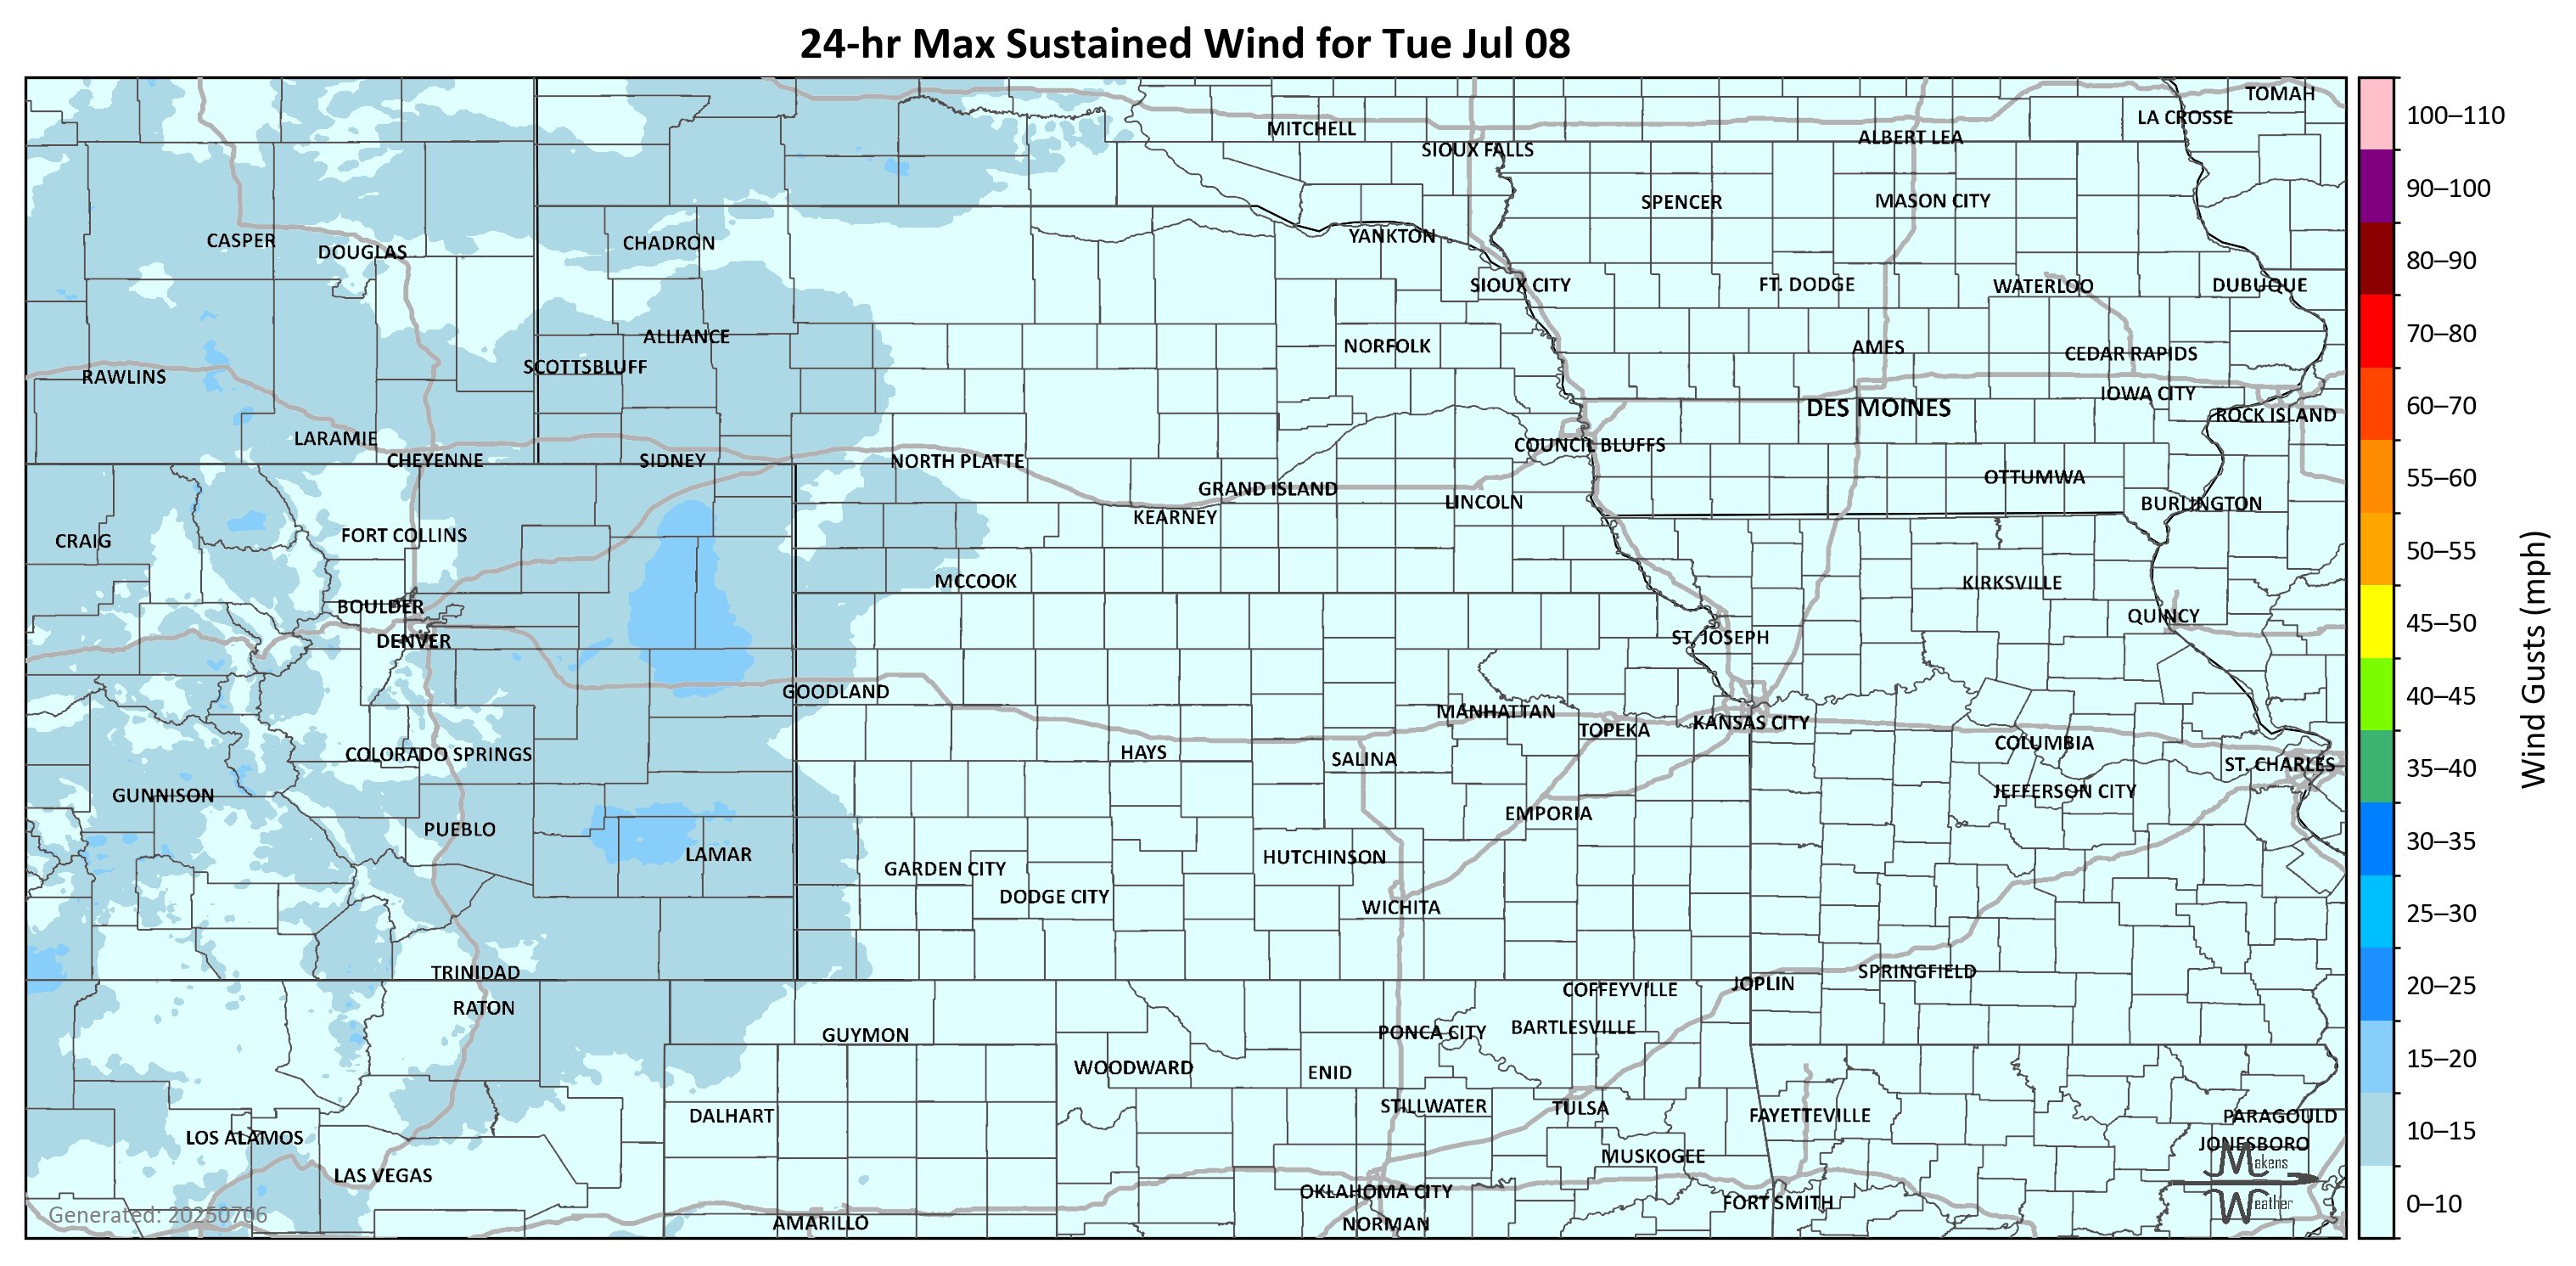 24-hr Max Sustained Wind for Tue Jul 08
TOMAH
LA CROSSE
MITCHELL
ALBERT LEA
SIOUX FALLS
SPENCER
MASON CITY
CASPER
DOUGLAS
CHADRON
YANKTON
SIOUX CITY
FT. DODGE
WATERLOO
DUBUQUE
ALLIANCE
NORFOLK
AMES
CEDAR RAPIDS
SCOTTSBLUFF
RAWLINS
IOWA CITY
DES MOINES
ROCK ISLAND
LARAMIE
COUNCIL BLUFFS
CHEYENNE
SIDNEY
NORTH PLATTE
OTTUMWA
GRAND ISLAND
LINCOLN
BURLINGTON
KEARNEY
FORT COLLINS
CRAIG
MCCOOK
KIRKSVILLE
BOULDER
QUINCY
DENVER
ST. JOSEPH
GOODLAND
MANHATTAN
TOPEKA
KANSAS CITY
COLUMBIA
COLORADO SPRINGS
HAYS
SALINA
ST. CHARLES
GUNNISON
JEFFERSON CITY
EMPORIA
PUEBLO
LAMAR
HUTCHINSON
GARDEN CITY
DODGE CITY
WICHITA
TRINIDAD
SPRINGFIELD
JOPLIN
COFFEYVILLE
RATON
GUYMON
PONCA CITY
BARTLESVILLE
WOODWARD
ENID
DALHART
STILLWATER
TULSA
FAYETTEVILLE
PARAGOULD
LOS ALAMOS
JONESBORO
MUSKOGEE
LAS VEGAS
OKLAHOMA CITY
FORT SMITH
AMARILLO
NORMAN
Generated: 20250706
Makens
Weather
100–110
90–100
80–90
70–80
60–70
55–60
50–55
45–50
40–45
35–40
30–35
25–30
20–25
15–20
10–15
0–10
Wind Gusts (mph)